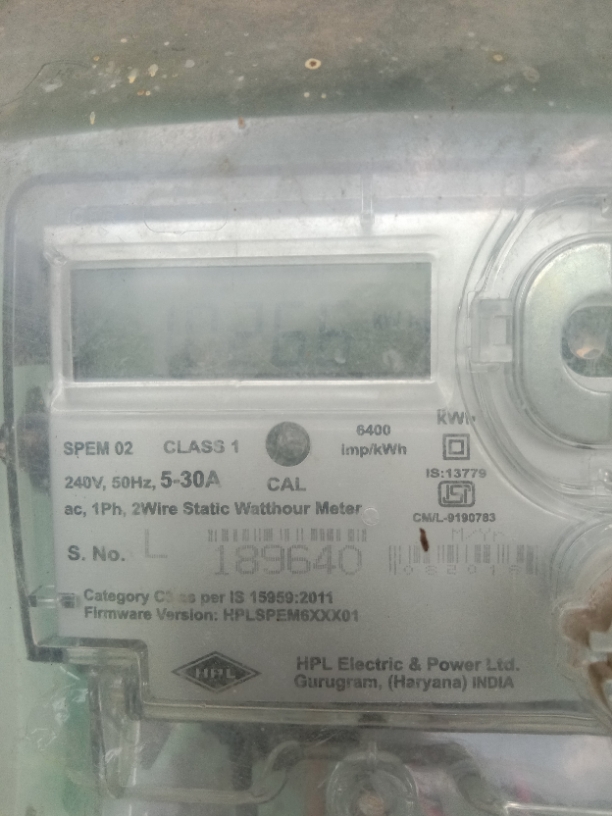 SPEM 02 CLASS 1 6400 kWh
Imp/kWh
240V, 50Hz, 5-30A CAL IS:13779
ac, 1Ph, 2Wire Static Watthour Meter CM/L-9190783
M/Yr
S. No. L 189640
Category as per IS 15959:2011
Firmware Version: HPLSPEM6XXX01
HPL HPL Electric & Power Ltd.
Gurugram, (Haryana) INDIA